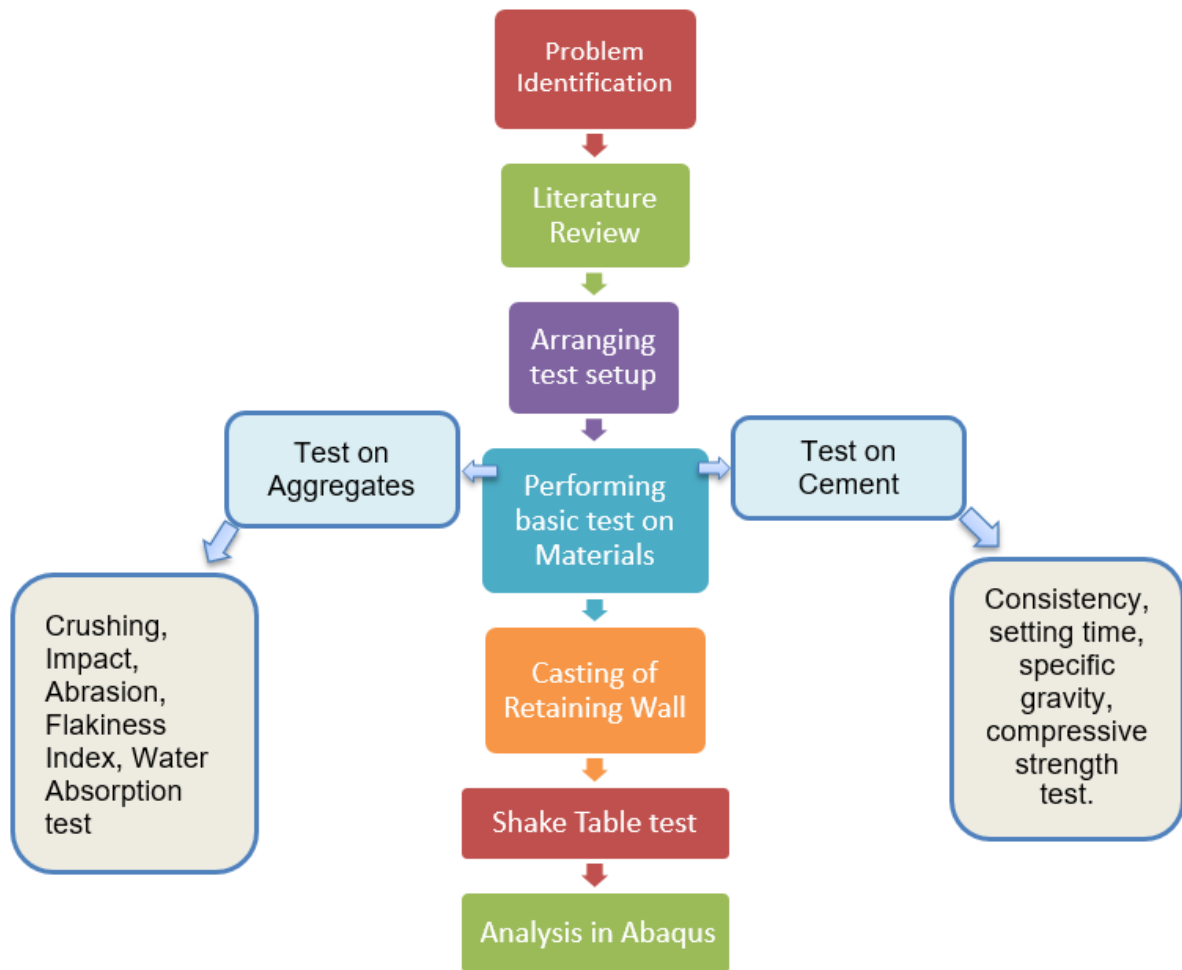 Problem
Identification
Literature
Review
Arranging
test setup
Test on
Aggregates
Performing
basic test on
Materials
Test on
Cement
Crushing,
Impact,
Abrasion,
Flakiness
Index, Water
Absorption
test
Consistency,
setting time,
specific
gravity,
compressive
strength
test.
Casting of
Retaining Wall
Shake Table test
Analysis in Abaqus